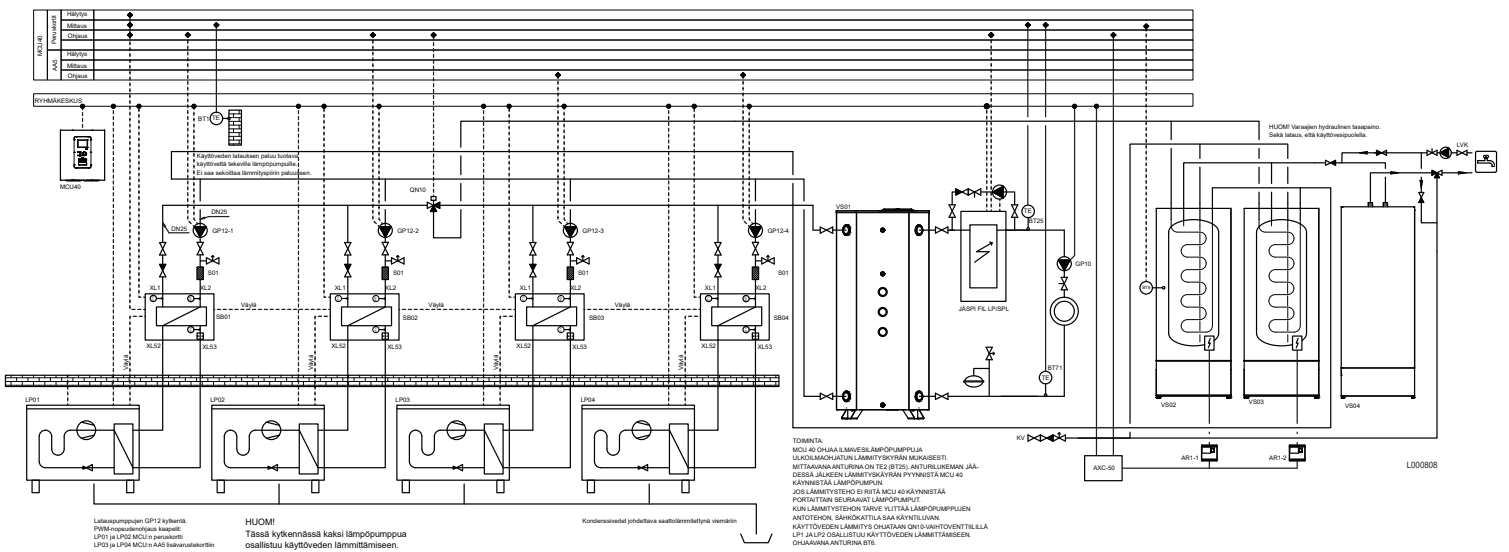 MCU40
Peruskortit
Hälytys
Mittaus
Ohjaus
AA5
Hälytys
Mittaus
Ohjaus
RYHMÄKESKUS
MCU40
BT1
TE
Käyttöveden latauksen paluu tuotava
käyttövettä tekeville lämpöpumpuille.
Ei saa sekoittaa lämmityspiirin paluuseen.
QN10
DN25
DN25
GP12-1
GP12-2
GP12-3
GP12-4
S01
S01
S01
S01
XL1
XL2
XL1
XL2
XL1
XL2
XL1
XL2
Väylä
Väylä
Väylä
SB01
SB02
SB03
SB04
XL52
XL53
XL52
XL53
XL52
XL53
XL52
XL53
Väylä
Väylä
Väylä
Väylä
LP01
LP02
LP03
LP04
VS01
JÄSPI FIL LP/SPL
TE
BT25
GP10
TE
BT71
BT6
HUOM! Varaajien hydraulinen tasapaino.
Sekä lataus, että käyttövesipuolella.
LVK
VS02
VS03
VS04
KV
AXC-50
AR1-1
AR1-2
L000808
TOIMINTA:
MCU 40 OHJAA ILMAVESILÄMPÖPUMPPUJA
ULKOILMAOHJATUN LÄMMITYSKYRÄN MUKAISESTI.
MITTAAVANA ANTURINA ON TE2 (BT25). ANTURILUKEMAN JÄÄ-
DESSÄ JÄLKEEN LÄMMITYSKÄYRÄN PYYNNISTÄ MCU 40
KÄYNNISTÄÄ LÄMPÖPUMPUN.
JOS LÄMMITYSTEHO EI RIITÄ MCU 40 KÄYNNISTÄÄ
PORTAITTAIN SEURAAVAT LÄMPÖPUMPUT.
KUN LÄMMITYSTEHON TARVE YLITTÄÄ LÄMPÖPUMPPUJEN
ANTOTEHON, SÄHKÖKATTILA SAA KÄYNTILUVAN.
KÄYTTÖVEDEN LÄMMITYS OHJATAAN QN10-VAIHTOVENTTIILILLÄ
LP1 JA LP2 OSALLISTUU KÄYTTÖVEDEN LÄMMITTÄMISEEN.
OHJAAVANA ANTURINA BT6.
Latauspumppujen GP12 kytkentä.
PWM-nopeudenohjaus kaapelit:
LP01 ja LP02 MCU:n peruskortti
LP03 ja LP04 MCU:n AA5 lisävarustekorttiin
HUOM!
Tässä kytkennässä kaksi lämpöpumppua
osallistuu käyttöveden lämmittämiseen.
Kondenssivedet johdettava saattolämmitettynä viemäriin